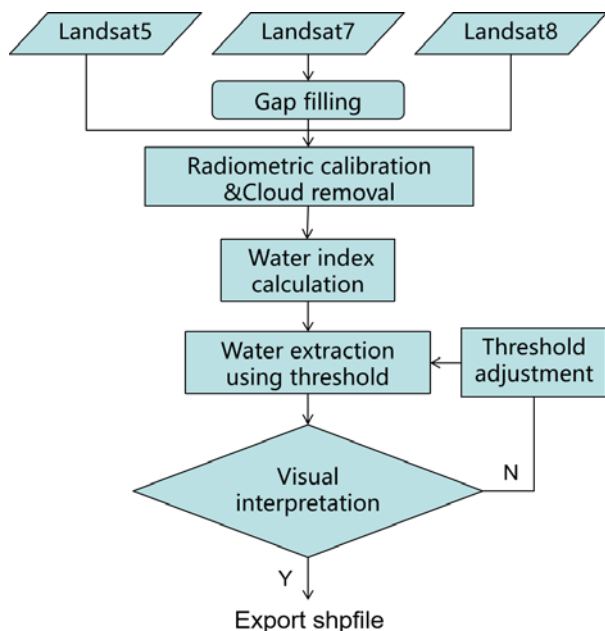 Landsat5
Landsat7
Landsat8
Gap filling
Radiometric calibration
&Cloud removal
Water index
calculation
Water extraction
using threshold
Threshold
adjustment
Visual
interpretation
N
Y
Export shpfile